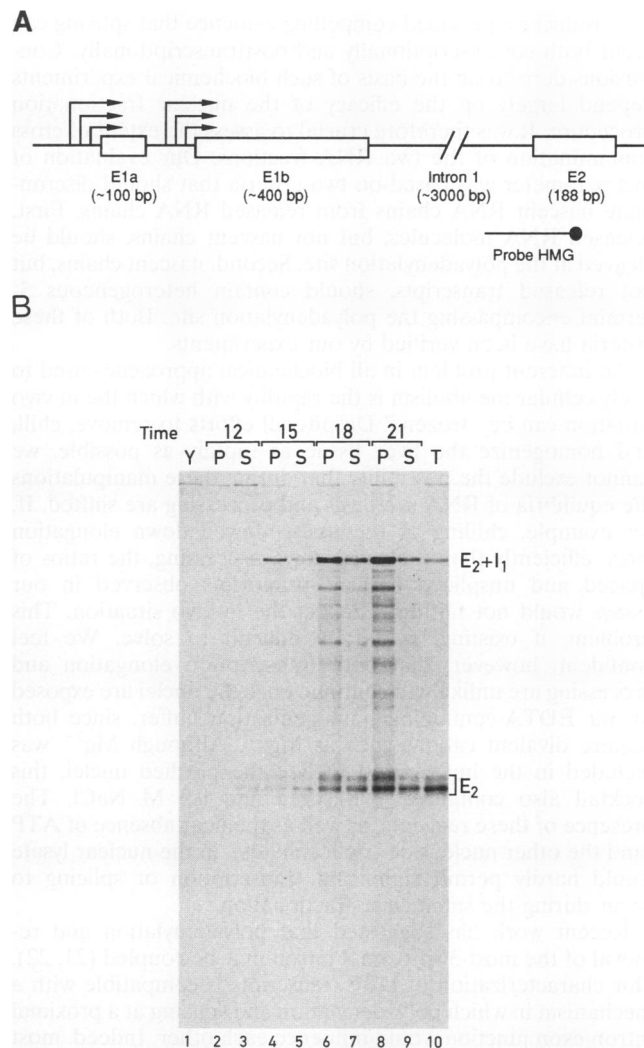 A
E1a E1b Intron 1 E2
(~100 bp) (~400 bp) (~3000 bp) (188 bp)
Probe HMG
B
Time 12 15 18 21
Y P S P S P S P S
E2+I1
E2
1 2 3 4 5 6 7 8 9 10